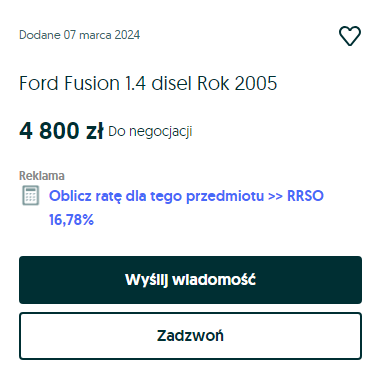 Dodane 07 marca 2024
Ford Fusion 1.4 disel Rok 2005
4 800 zł Do negocjacji
Reklama
Oblicz ratę dla tego przedmiotu >> RRSO
16,78%
Wyślij wiadomość
Zadzwoń